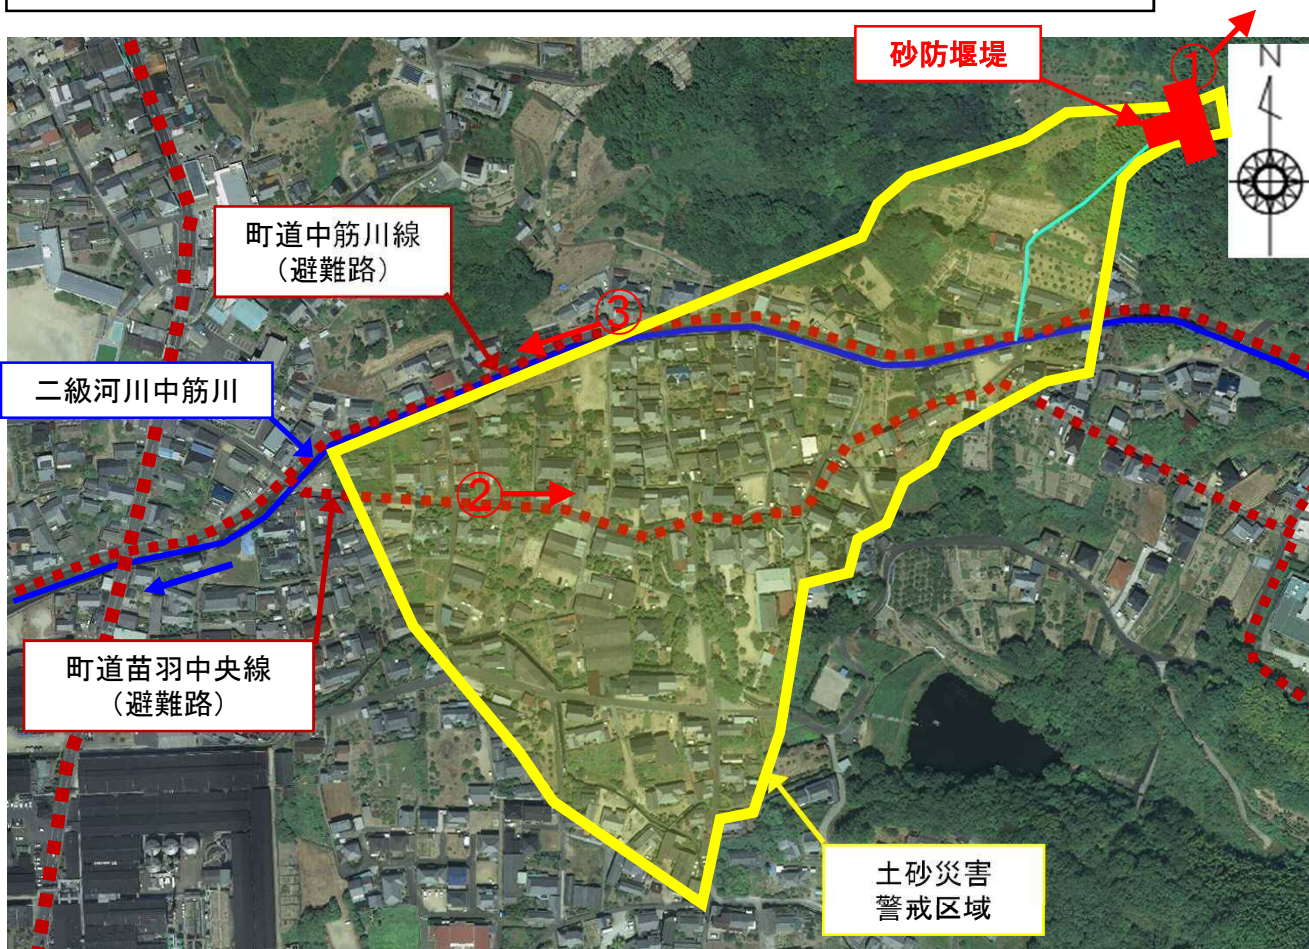 砂防堰堤
①
N
町道中筋川線
（避難路）
③
二級河川中筋川
②
町道苗羽中央線
（避難路）
土砂災害
警戒区域